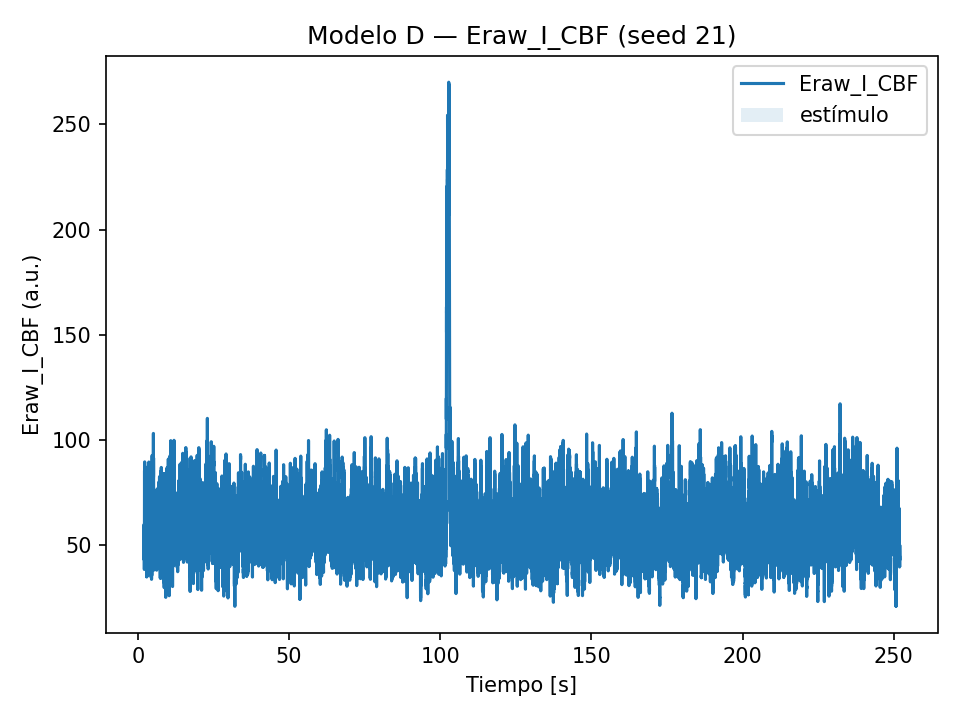 Modelo D — Eraw_I_CBF (seed 21)
Eraw_I_CBF
estímulo
Eraw_I_CBF (a.u.)
250
200
150
100
50
0 50 100 150 200 250
Tiempo [s]